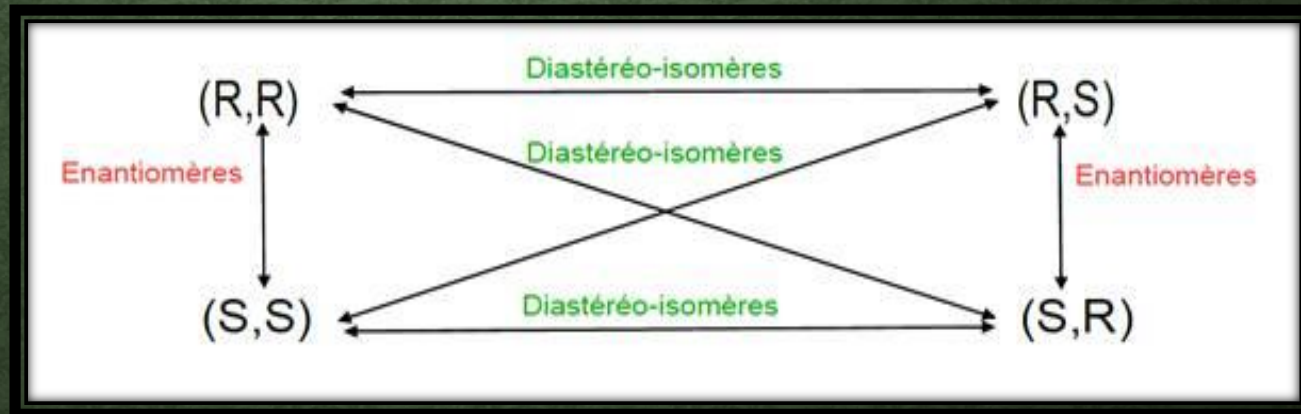 Diastéréo-isomères
(R,R) (R,S)
Diastéréo-isomères
Enantiomères Enantiomères
Diastéréo-isomères
(S,S) (S,R)